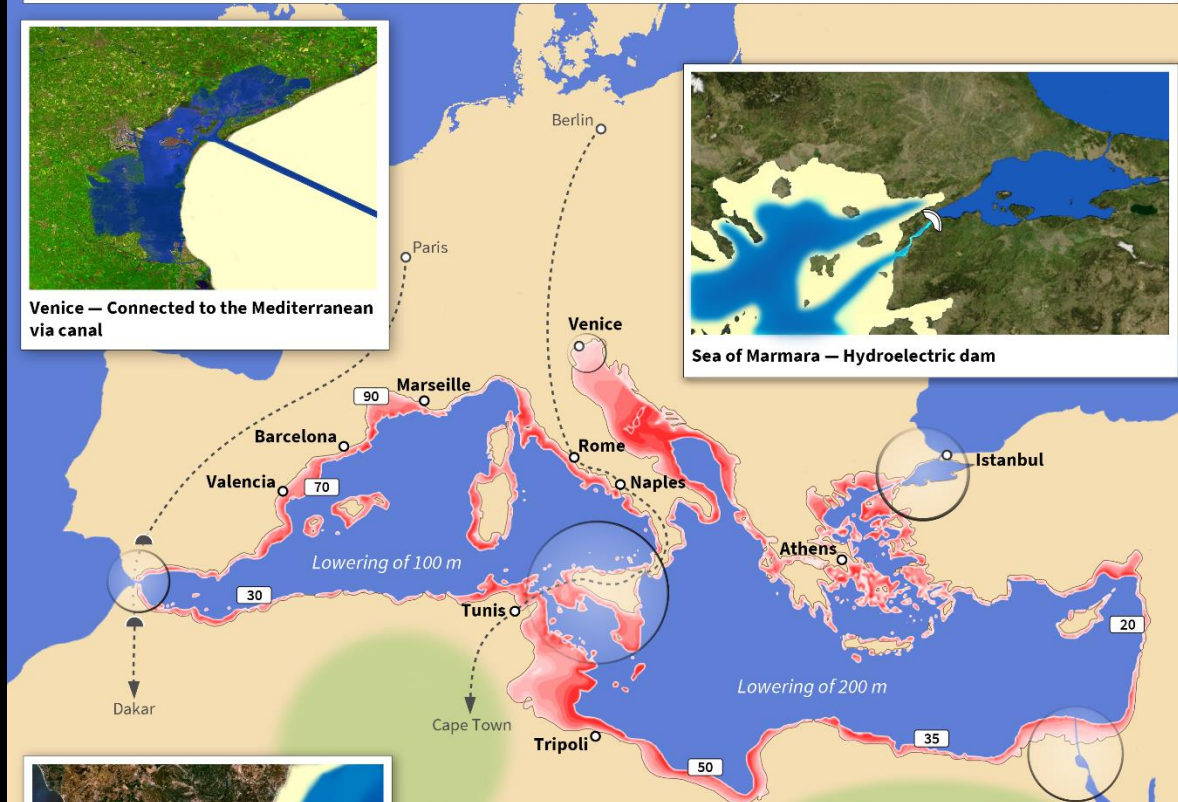 Venice — Connected to the Mediterranean
via canal
Berlin
Paris
Sea of Marmara — Hydroelectric dam
Venice
Marseille
90
Barcelona
Rome
Istanbul
Valencia
70
Naples
Athens
Lowering of 100 m
30
Tunis
20
Lowering of 200 m
Dakar
Cape Town
Tripoli
35
50